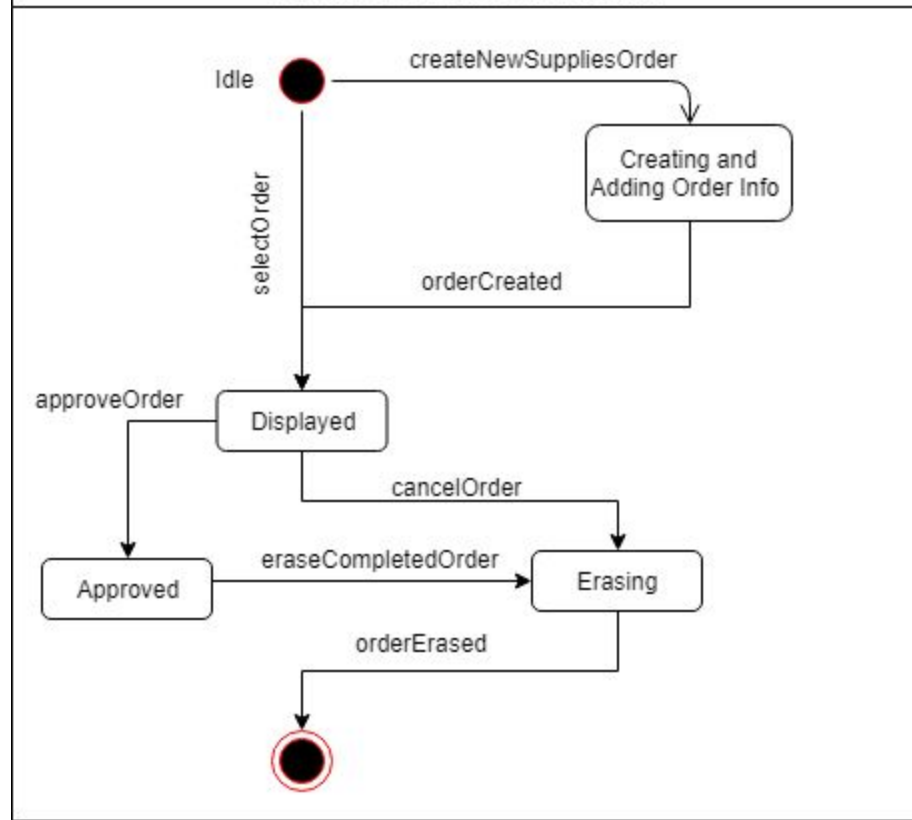 createNewSuppliesOrder
Idle
Creating and
Adding Order Info
selectOrder
orderCreated
approveOrder
Displayed
cancelOrder
eraseCompletedOrder
Approved
Erasing
orderErased